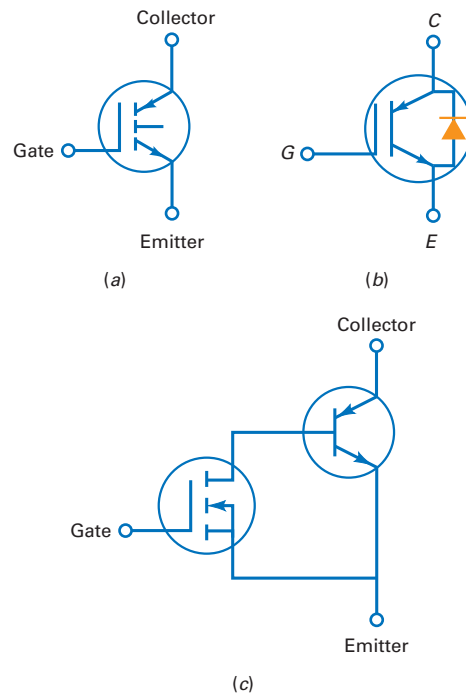 Collector
Gate
Emitter
(a)
C
G
E
(b)
Collector
Gate
Emitter
(c)